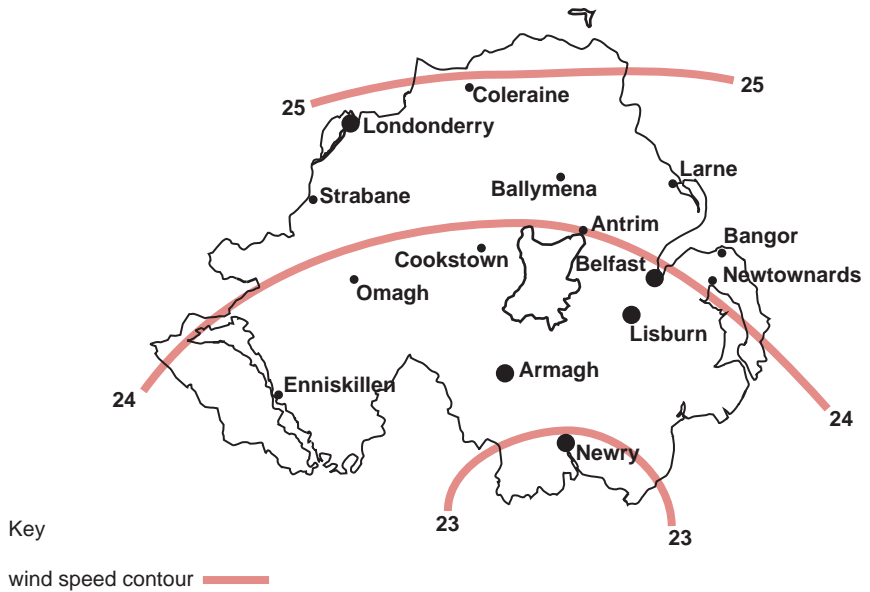 25
25
Coleraine
Londonderry
Larne
Ballymena
Strabane
Antrim
Bangor
Cookstown
Belfast
Newtownards
Omagh
Lisburn
Armagh
Enniskillen
24
24
Newry
23
23
Key
wind speed contour